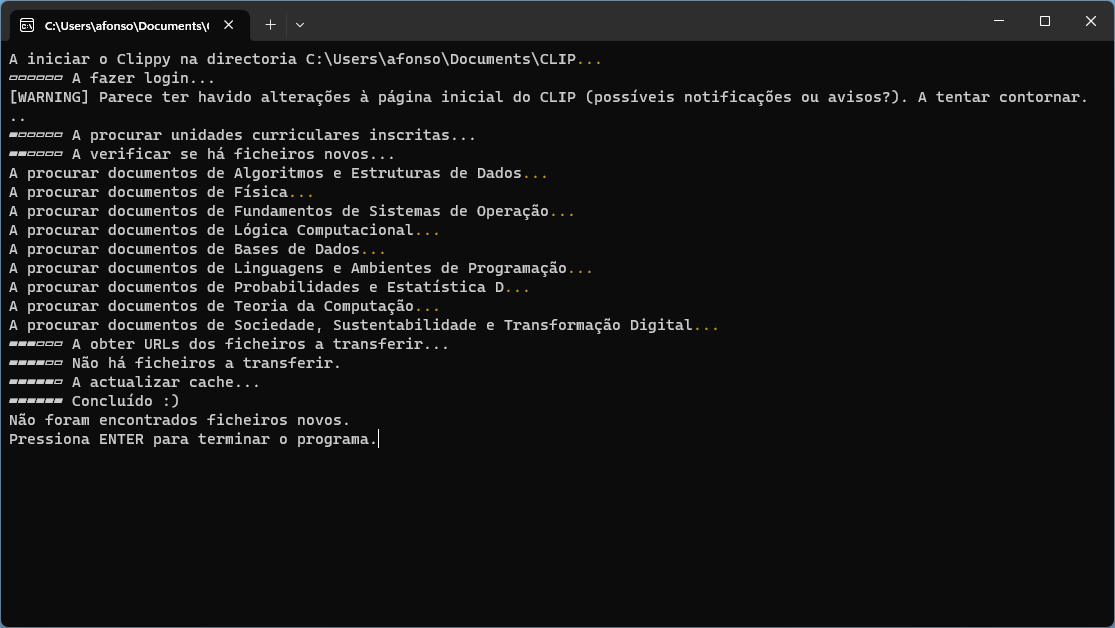 C:\Users\afonso\Documents\(
A iniciar o Clippy na directoria C:\Users\afonso\Documents\CLIP...
▱▱▱▱▱▱ A fazer login...
[WARNING] Parece ter havido alterações à página inicial do CLIP (possíveis notificações ou avisos?). A tentar contornar.
..
▰▱▱▱▱▱ A procurar unidades curriculares inscritas...
▰▰▱▱▱▱ A verificar se há ficheiros novos...
A procurar documentos de Algoritmos e Estruturas de Dados...
A procurar documentos de Física...
A procurar documentos de Fundamentos de Sistemas de Operação...
A procurar documentos de Lógica Computacional...
A procurar documentos de Bases de Dados...
A procurar documentos de Linguagens e Ambientes de Programação...
A procurar documentos de Probabilidades e Estatística D...
A procurar documentos de Teoria da Computação...
A procurar documentos de Sociedade, Sustentabilidade e Transformação Digital...
▰▰▰▱▱▱ A obter URLs dos ficheiros a transferir...
▰▰▰▰▱▱ Não há ficheiros a transferir.
▰▰▰▰▰▱ A actualizar cache...
▰▰▰▰▰▰ Concluído :)
Não foram encontrados ficheiros novos.
Pressiona ENTER para terminar o programa.